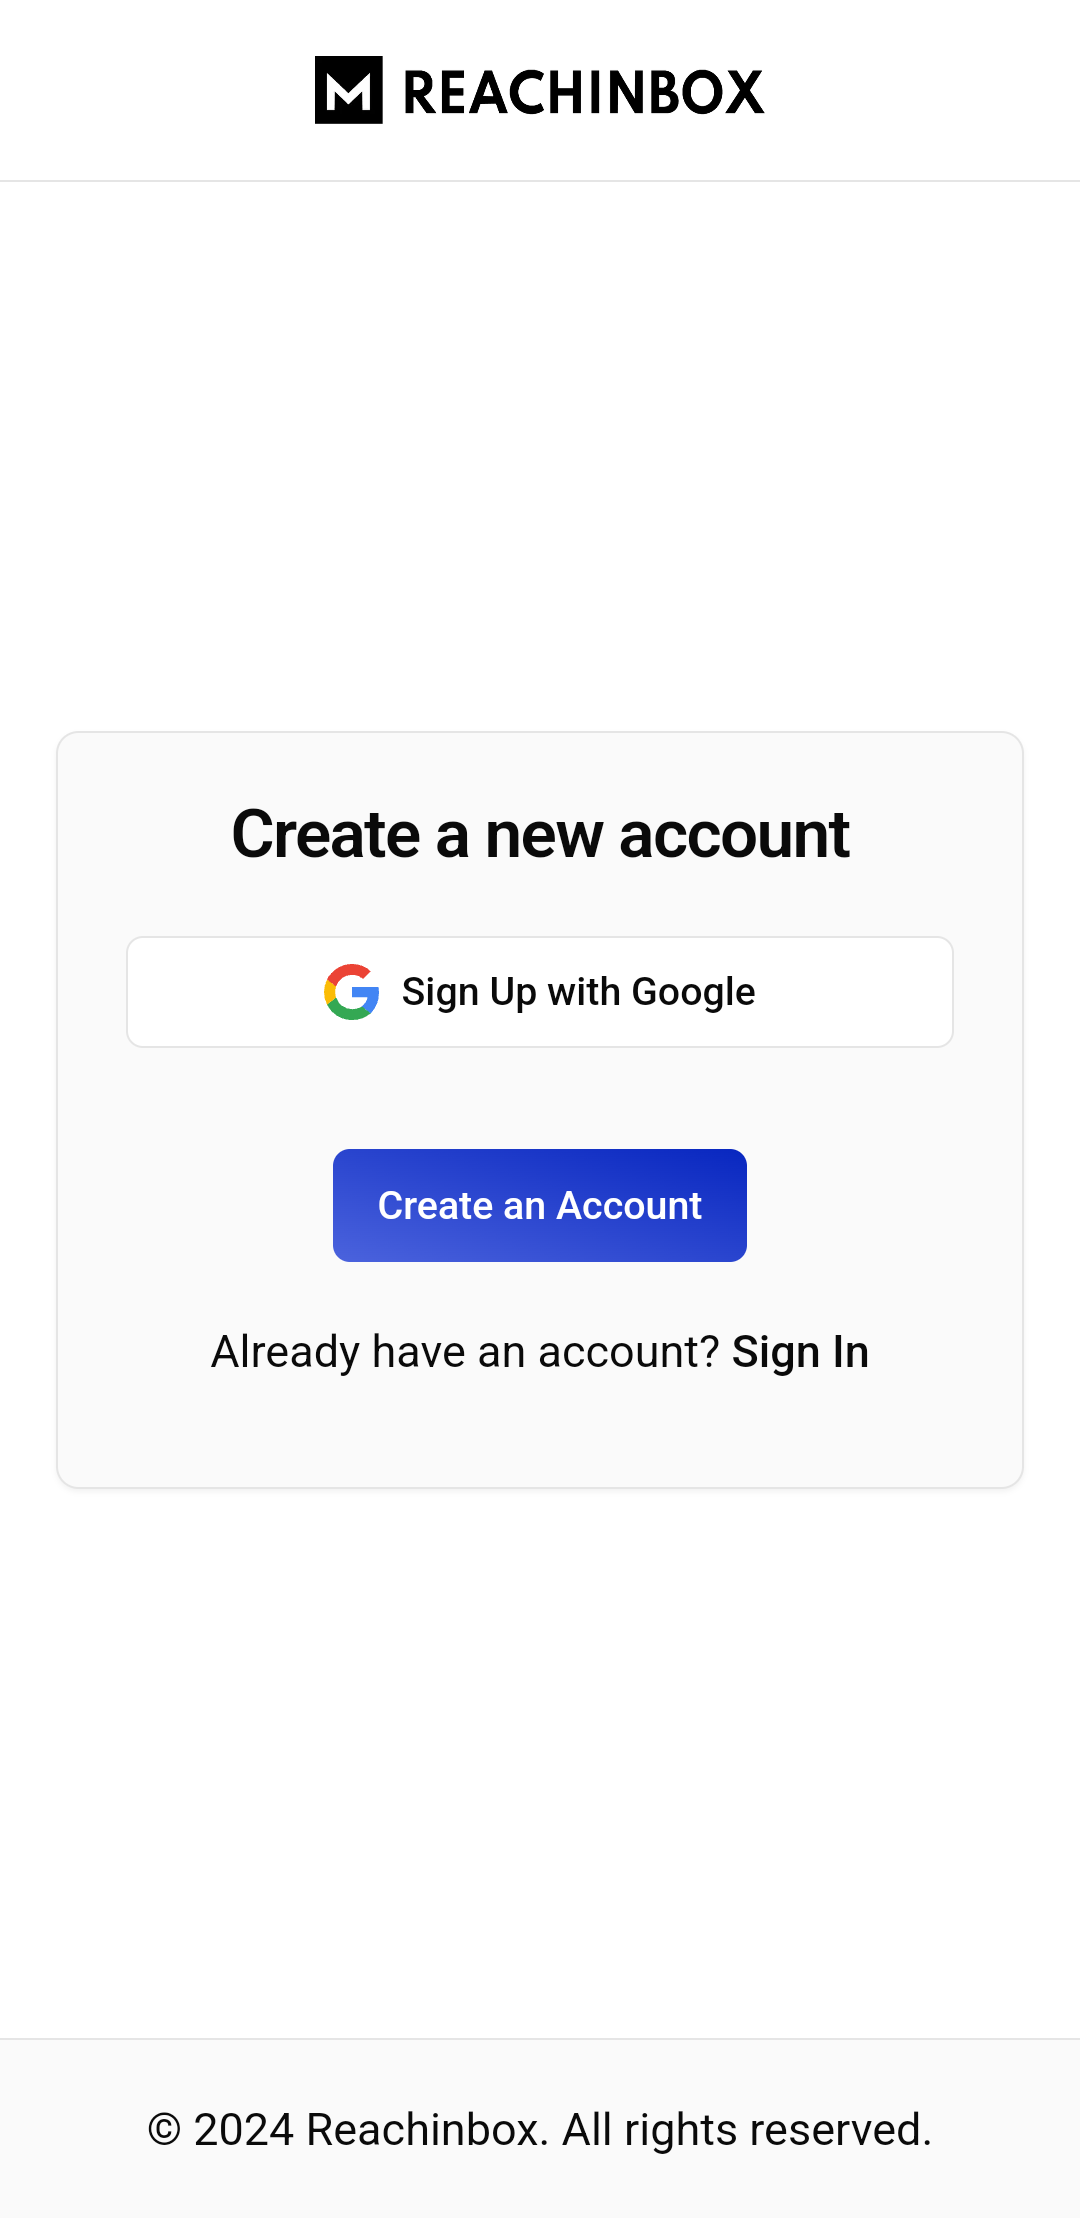 REACHINBOX
Create a new account
Sign Up with Google
Create an Account
Already have an account? Sign In
© 2024 Reachinbox. All rights reserved.